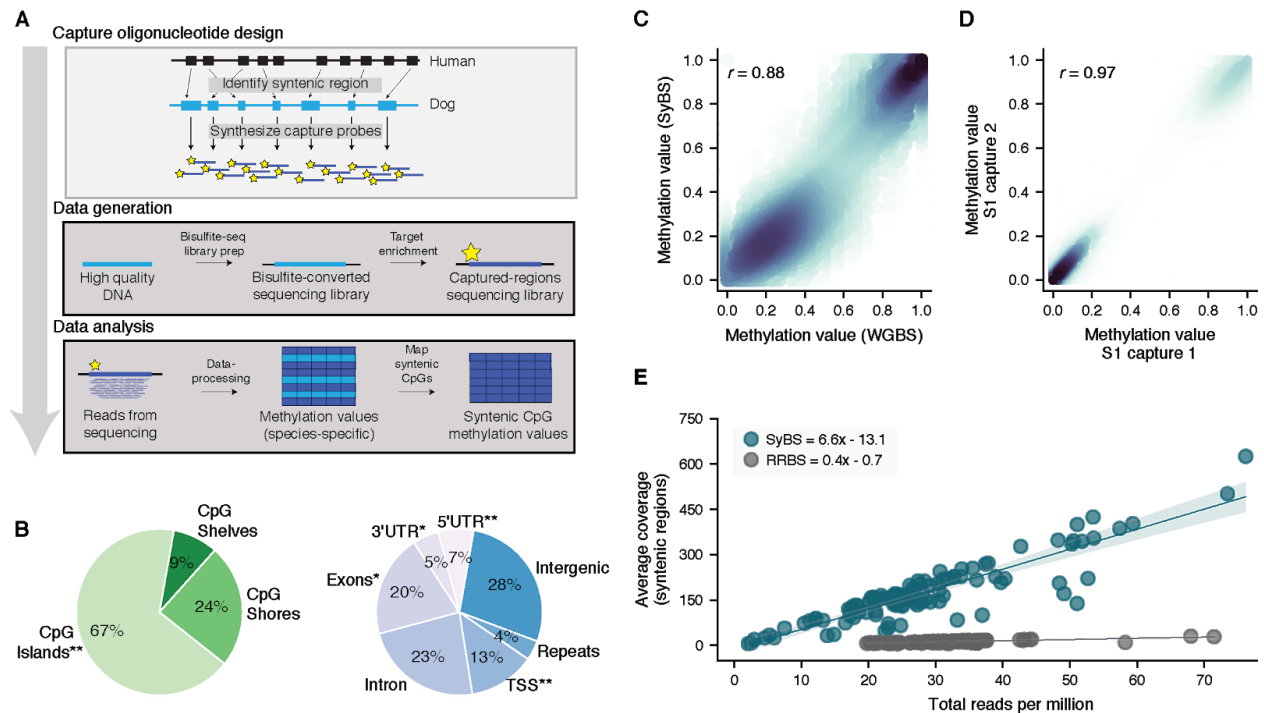 A
Capture oligonucleotide design
Human
Identify syntenic region
Dog
Synthesize capture probes
Data generation
High quality
DNA
Bisulfite-seq
library prep
Bisulfite-converted
sequencing library
Target
enrichment
Captured-regions
sequencing library
Data analysis
Reads from
sequencing
Data-
processing
Methylation values
(species-specific)
Map
syntenic
CpGs
Syntenic CpG
methylation values
B
CpG
Shelves
9%
CpG
Shores
24%
CpG
Islands**
67%
3'UTR*
5%
5'UTR**
7%
Intergenic
28%
Repeats
4%
TSS**
13%
Intron
23%
Exons*
20%
C
r = 0.88
Methylation value (SyBS)
1.0
0.8
0.6
0.4
0.2
0.0
0.0 0.2 0.4 0.6 0.8 1.0
Methylation value (WGBS)
D
r = 0.97
Methylation value
S1 capture 2
1.0
0.8
0.6
0.4
0.2
0.0
0.0 0.2 0.4 0.6 0.8 1.0
Methylation value
S1 capture 1
E
SyBS = 6.6x - 13.1
RRBS = 0.4x - 0.7
Average coverage
(syntenic regions)
750
600
450
300
150
0
0 10 20 30 40 50 60 70
Total reads per million